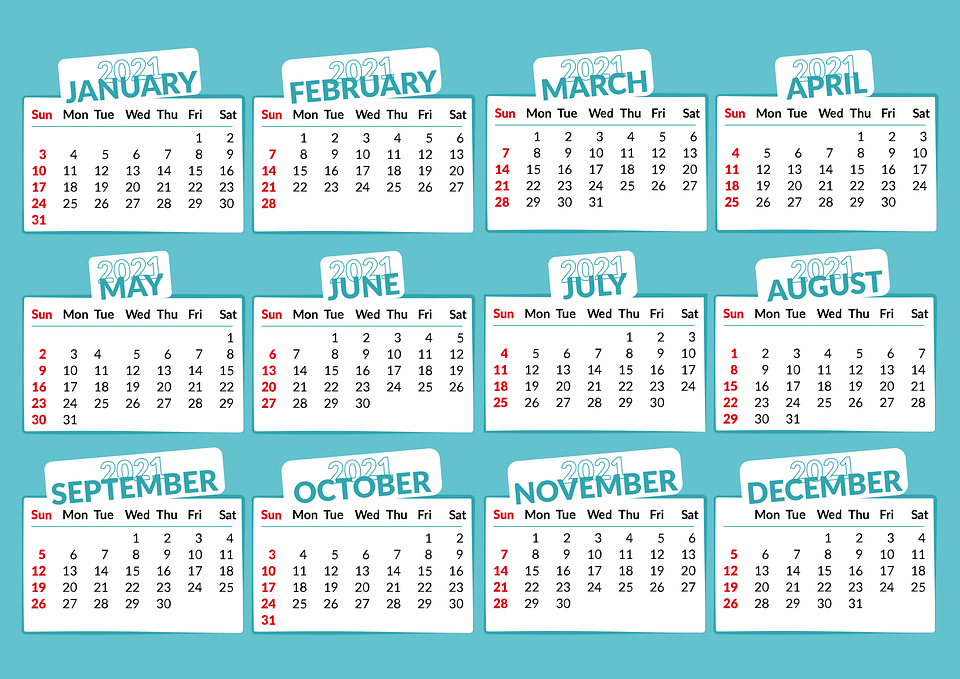 2021
JANUARY
Sun Mon Tue Wed Thu Fri Sat
1 2
3 4 5 6 7 8 9
10 11 12 13 14 15 16
17 18 19 20 21 22 23
24 25 26 27 28 29 30
31
2021
FEBRUARY
Sun Mon Tue Wed Thu Fri Sat
1 2 3 4 5 6
7 8 9 10 11 12 13
14 15 16 17 18 19 20
21 22 23 24 25 26 27
28
2021
MARCH
Sun Mon Tue Wed Thu Fri Sat
1 2 3 4 5 6
7 8 9 10 11 12 13
14 15 16 17 18 19 20
21 22 23 24 25 26 27
28 29 30 31
2021
APRIL
Sun Mon Tue Wed Thu Fri Sat
1 2 3
4 5 6 7 8 9 10
11 12 13 14 15 16 17
18 19 20 21 22 23 24
25 26 27 28 29 30
2021
MAY
Sun Mon Tue Wed Thu Fri Sat
1
2 3 4 5 6 7 8
9 10 11 12 13 14 15
16 17 18 19 20 21 22
23 24 25 26 27 28 29
30 31
2021
JUNE
Sun Mon Tue Wed Thu Fri Sat
1 2 3 4 5
6 7 8 9 10 11 12
13 14 15 16 17 18 19
20 21 22 23 24 25 26
27 28 29 30
2021
JULY
Sun Mon Tue Wed Thu Fri Sat
1 2 3
4 5 6 7 8 9 10
11 12 13 14 15 16 17
18 19 20 21 22 23 24
25 26 27 28 29 30
2021
AUGUST
Sun Mon Tue Wed Thu Fri Sat
1 2 3 4 5 6 7
8 9 10 11 12 13 14
15 16 17 18 19 20 21
22 23 24 25 26 27 28
29 30 31
2021
SEPTEMBER
Sun Mon Tue Wed Thu Fri Sat
1 2 3 4
5 6 7 8 9 10 11
12 13 14 15 16 17 18
19 20 21 22 23 24 25
26 27 28 29 30
2021
OCTOBER
Sun Mon Tue Wed Thu Fri Sat
1 2
3 4 5 6 7 8 9
10 11 12 13 14 15 16
17 18 19 20 21 22 23
24 25 26 27 28 29 30
31
2021
NOVEMBER
Sun Mon Tue Wed Thu Fri Sat
1 2 3 4 5 6
7 8 9 10 11 12 13
14 15 16 17 18 19 20
21 22 23 24 25 26 27
28 29 30
2021
DECEMBER
Mon Tue Wed Thu Fri Sat
1 2 3 4
5 6 7 8 9 10 11
12 13 14 15 16 17 18
19 20 21 22 23 24 25
26 28 29 30 31